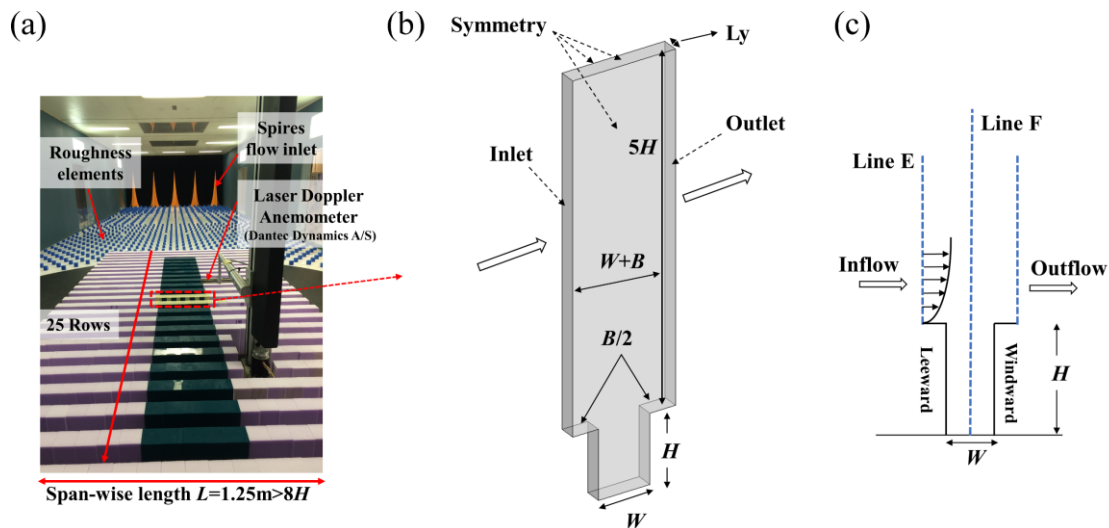 (a)
Roughness
elements
Spires
flow inlet
Laser Doppler
Anemometer
(Dantec Dynamics A/S)
25 Rows
Span-wise length L=1.25m>8H
(b)
Symmetry
Ly
Inlet
5H
Outlet
W+B
B/2
H
W
(c)
Line F
Line E
Inflow
Outflow
Leeward
Windward
H
W